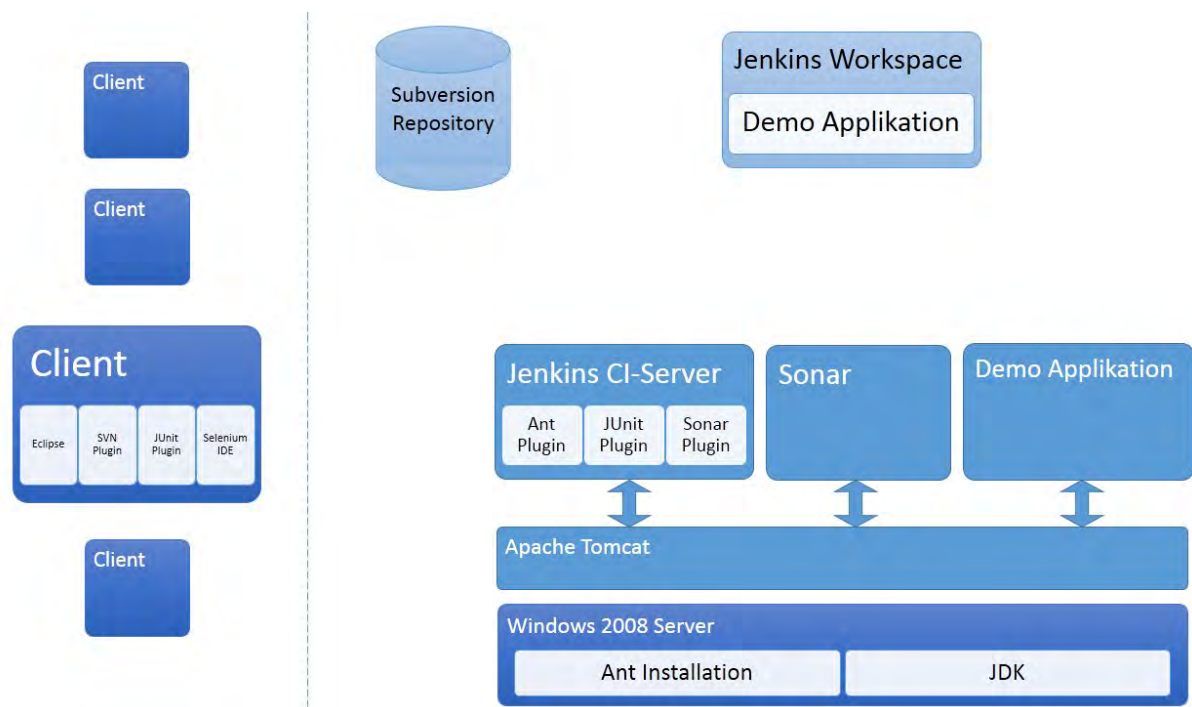 Client
Client
Client
Eclipse
SVN
Plugin
JUnit
Plugin
Selenium
IDE
Client
Subversion
Repository
Jenkins Workspace
Demo Applikation
Jenkins CI-Server
Ant
Plugin
JUnit
Plugin
Sonar
Plugin
Sonar
Demo Applikation
Apache Tomcat
Windows 2008 Server
Ant Installation
JDK